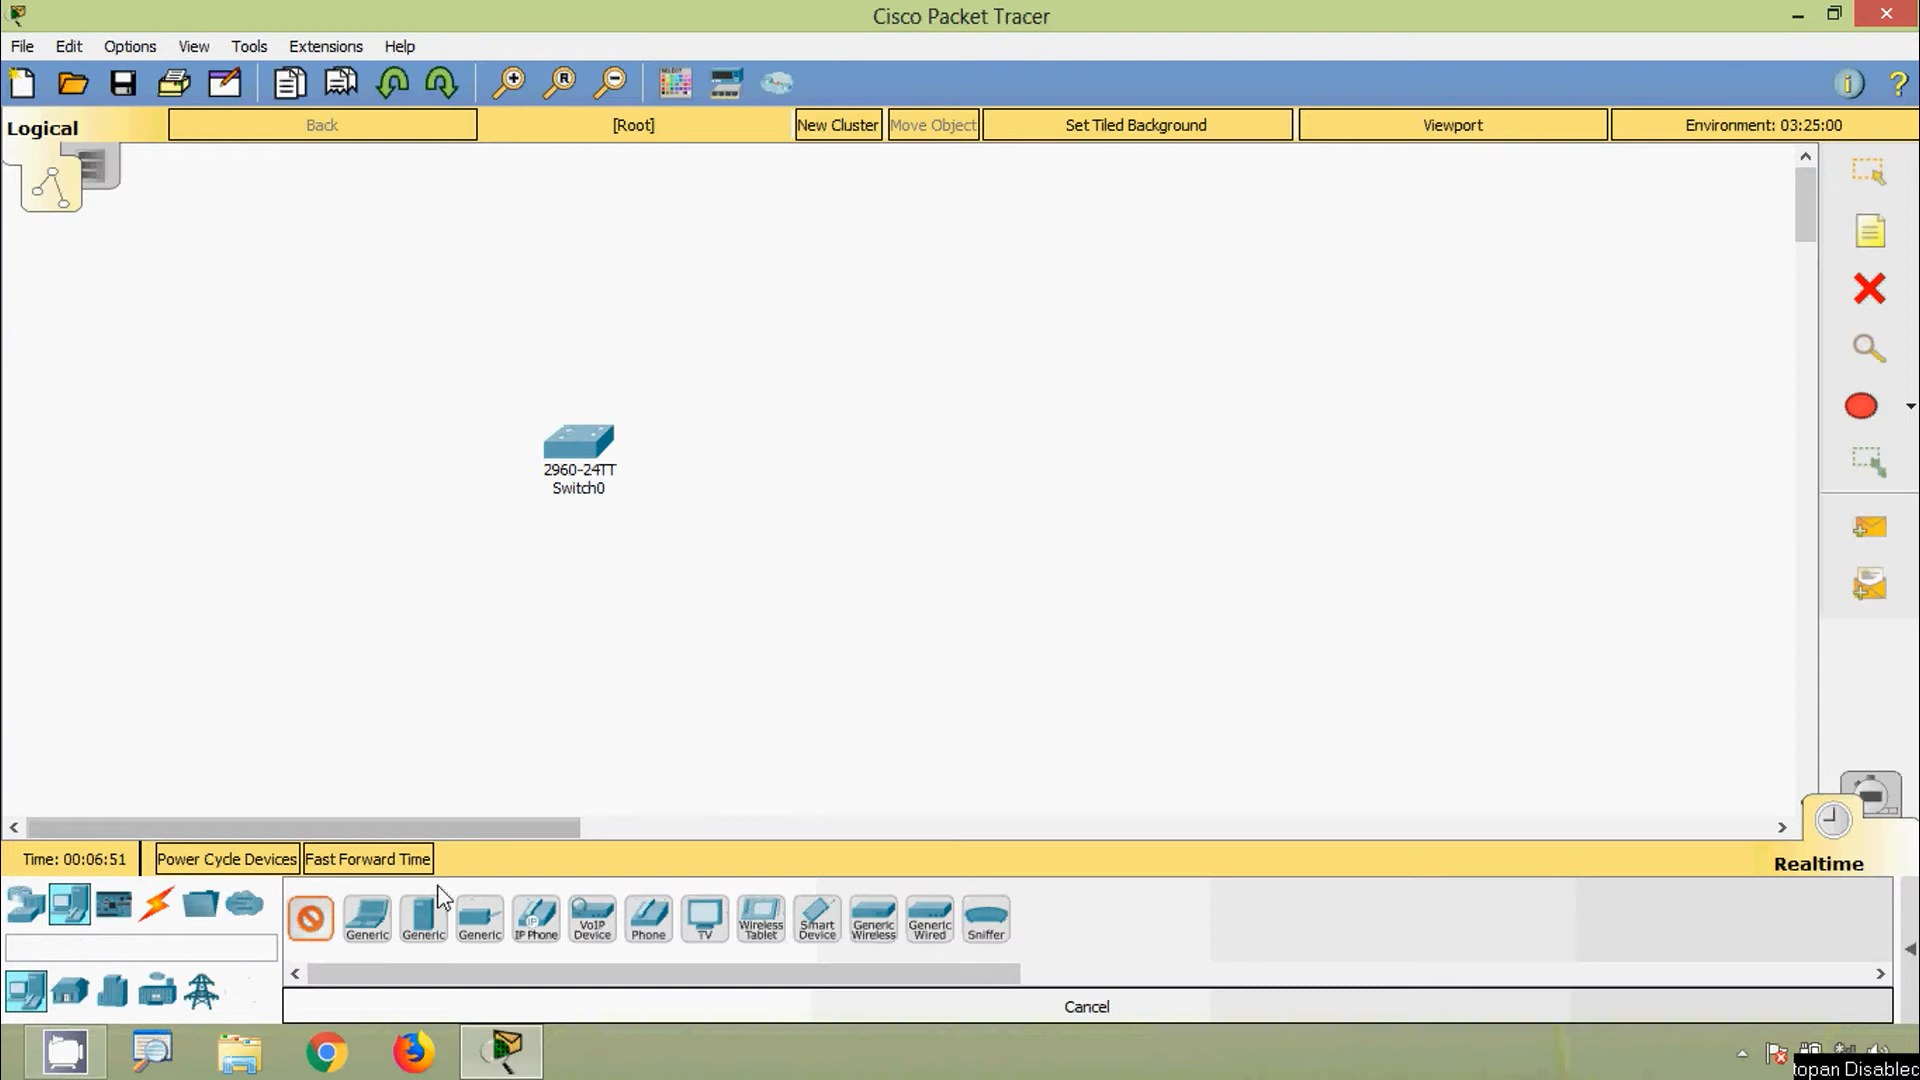 Cisco Packet Tracer
File Edit Options View Tools Extensions Help
Logical Back [Root] New Cluster Move Object Set Tiled Background Viewport Environment: 03:25:00
2960-24TT
Switch0
Time: 00:06:51 Power Cycle Devices Fast Forward Time Realtime
Generic Generic Generic IP Phone VoIP Device Phone TV Wireless Tablet Smart Device Generic Wireless Generic Wired Sniffer
Cancel
topan Disablec